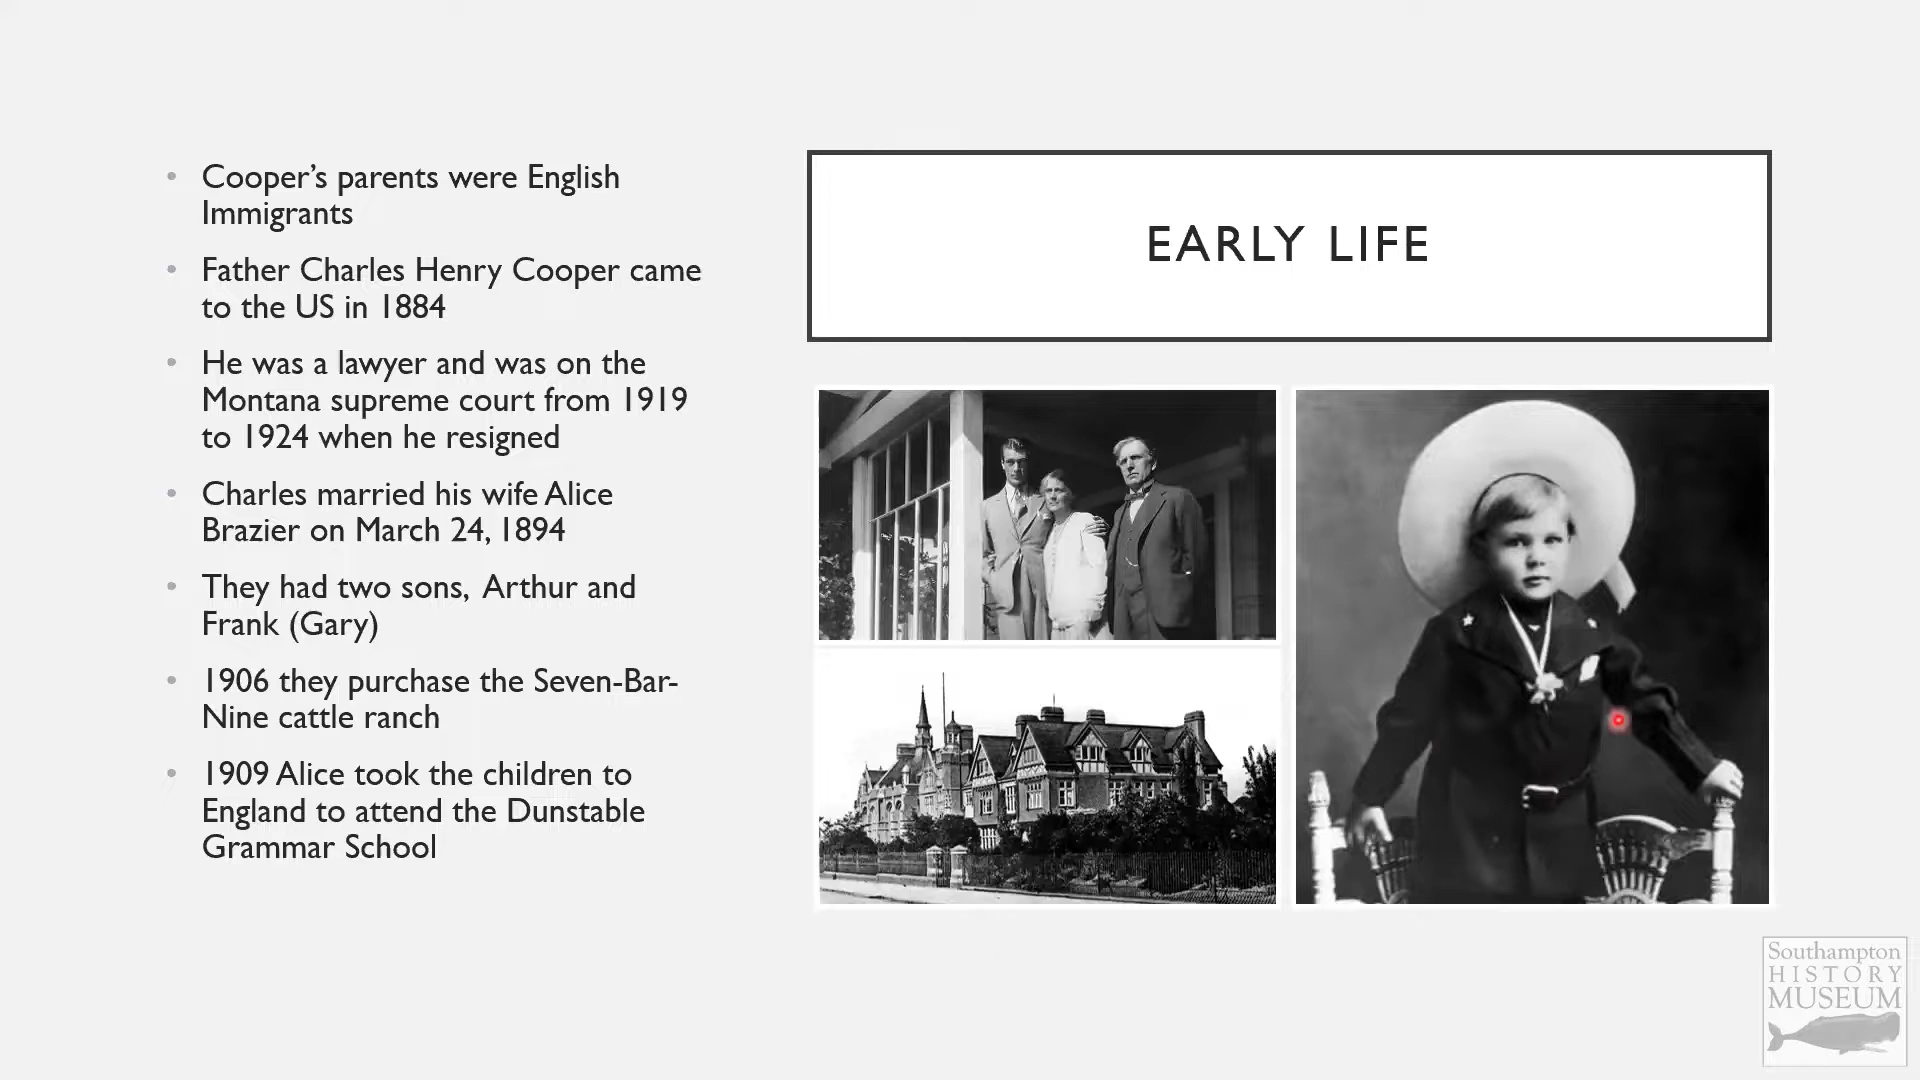 • Cooper’s parents were English
Immigrants
• Father Charles Henry Cooper came
to the US in 1884
• He was a lawyer and was on the
Montana supreme court from 1919
to 1924 when he resigned
• Charles married his wife Alice
Brazier on March 24, 1894
• They had two sons, Arthur and
Frank (Gary)
• 1906 they purchase the Seven-Bar-
Nine cattle ranch
• 1909 Alice took the children to
England to attend the Dunstable
Grammar School
EARLY LIFE
Southampton
HISTORY
MUSEUM